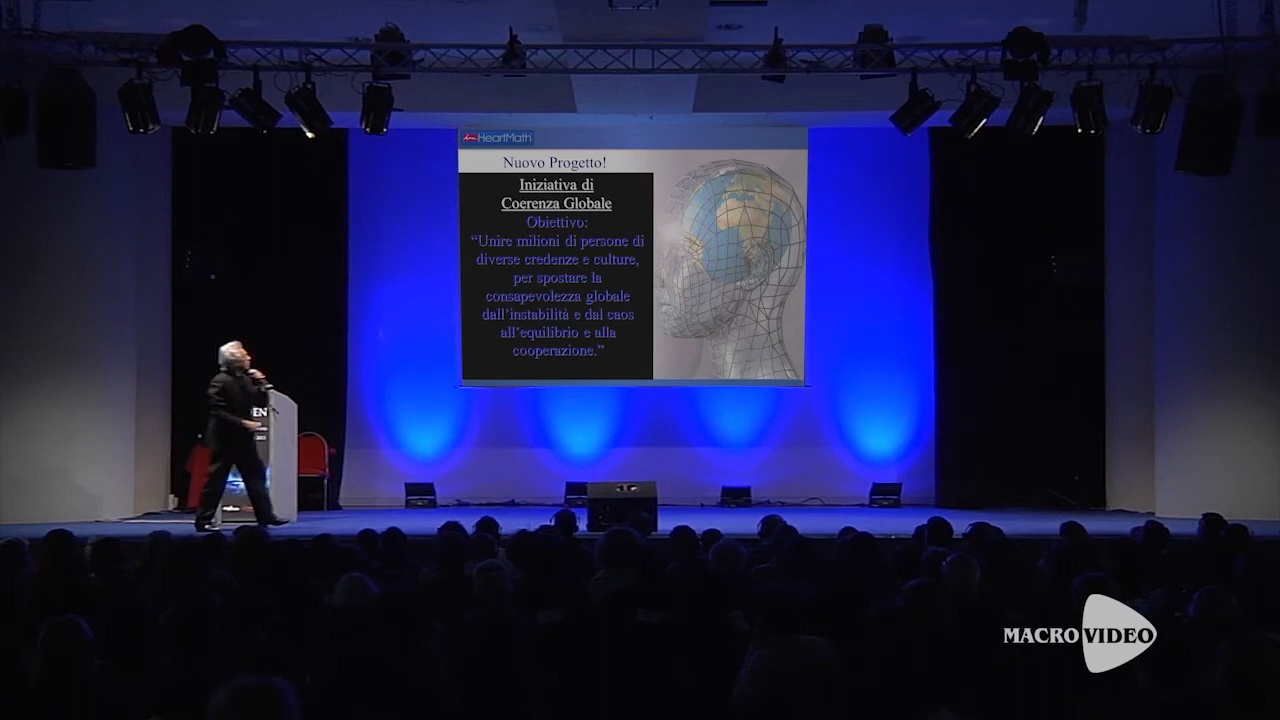 HeartMath
Nuovo Progetto!
Iniziativa di
Coerenza Globale
Obiettivo:
“Unire milioni di persone di
diverse credenze e culture,
per spostare la
consapevolezza globale
dall’instabilità e dal caos
all’equilibrio e alla
cooperazione.”
EN
MACRO VIDEO